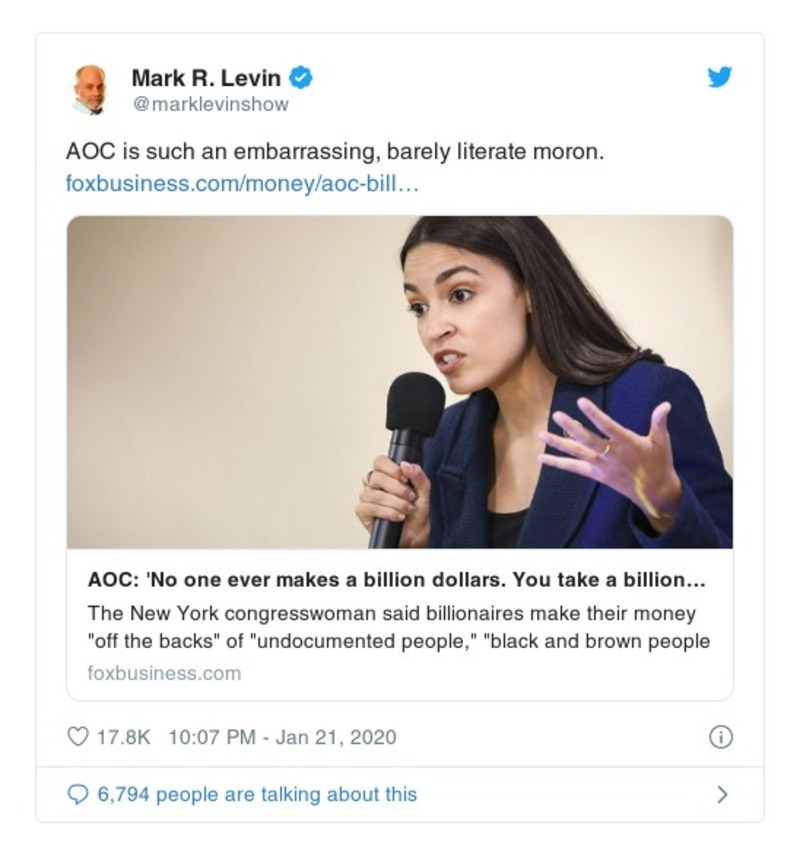 Mark R. Levin
@marklevinshow
AOC is such an embarrassing, barely literate moron.
foxbusiness.com/money/aoc-bill…
AOC: 'No one ever makes a billion dollars. You take a billion...
The New York congresswoman said billionaires make their money
"off the backs" of "undocumented people," "black and brown people
foxbusiness.com
17.8K 10:07 PM - Jan 21, 2020
6,794 people are talking about this